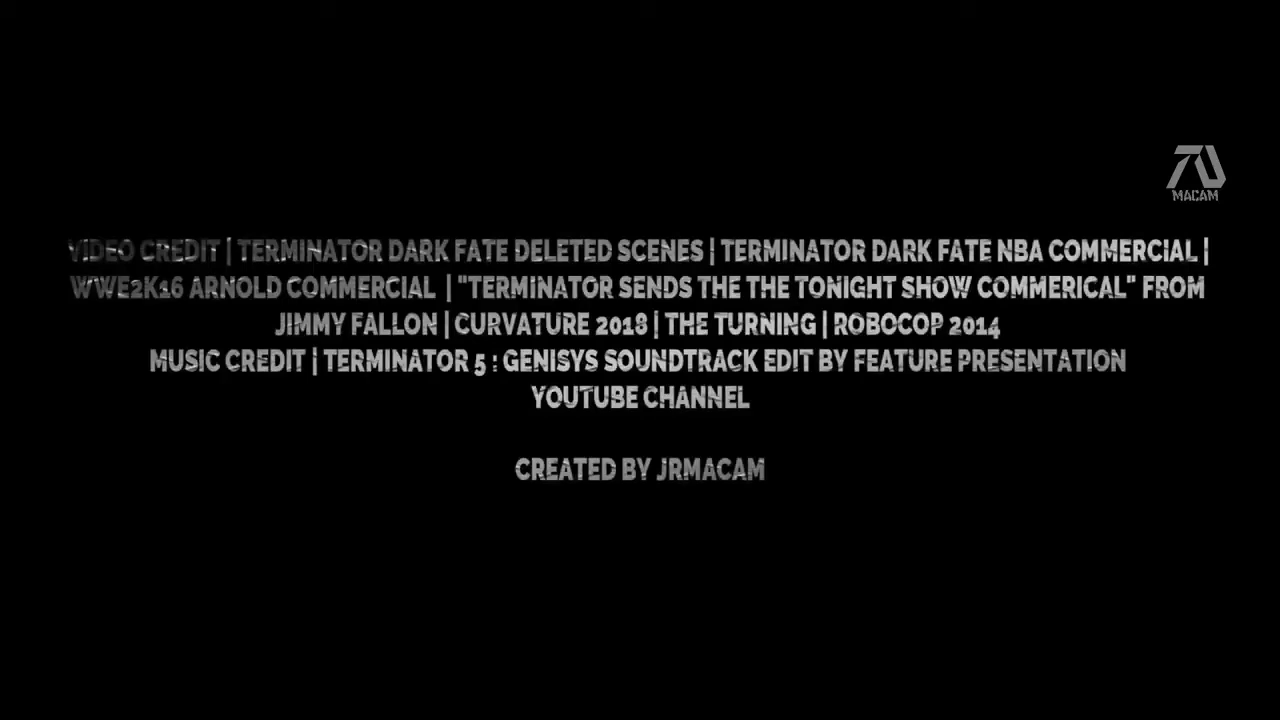 MACAM
VIDEO CREDIT | TERMINATOR DARK FATE DELETED SCENES | TERMINATOR DARK FATE NBA COMMERCIAL |
WWE2K16 ARNOLD COMMERCIAL | "TERMINATOR SENDS THE THE TONIGHT SHOW COMMERICAL" FROM
JIMMY FALLON | CURVATURE 2018 | THE TURNING | ROBOCOP 2014
MUSIC CREDIT | TERMINATOR 5 : GENISYS SOUNDTRACK EDIT BY FEATURE PRESENTATION
YOUTUBE CHANNEL
CREATED BY JRMACAM